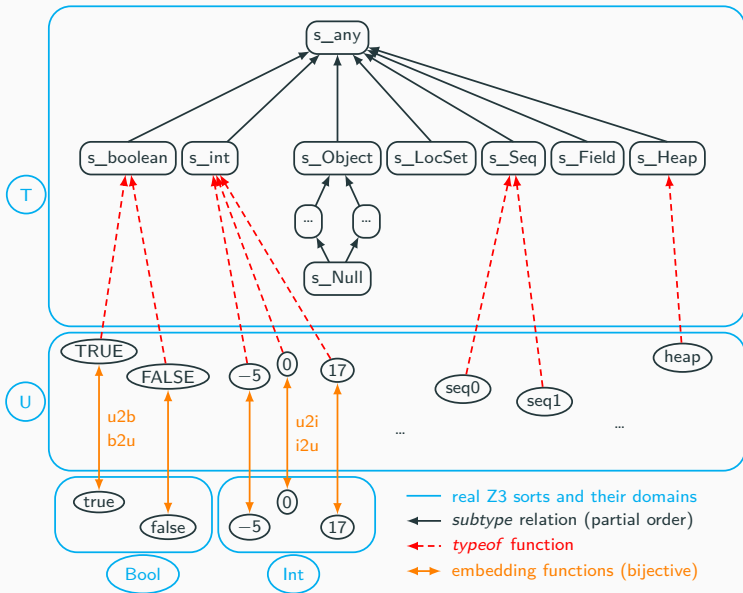 s_any
s_boolean s_int s_Object s_LocSet s_Seq s_Field s_Heap
T
... ...
s_Null
TRUE FALSE −5 0 17 seq0 seq1 heap
U
u2b
b2u
u2i
i2u
... ...
true false −5 0 17
Bool Int
real Z3 sorts and their domains
subtype relation (partial order)
typeof function
embedding functions (bijective)